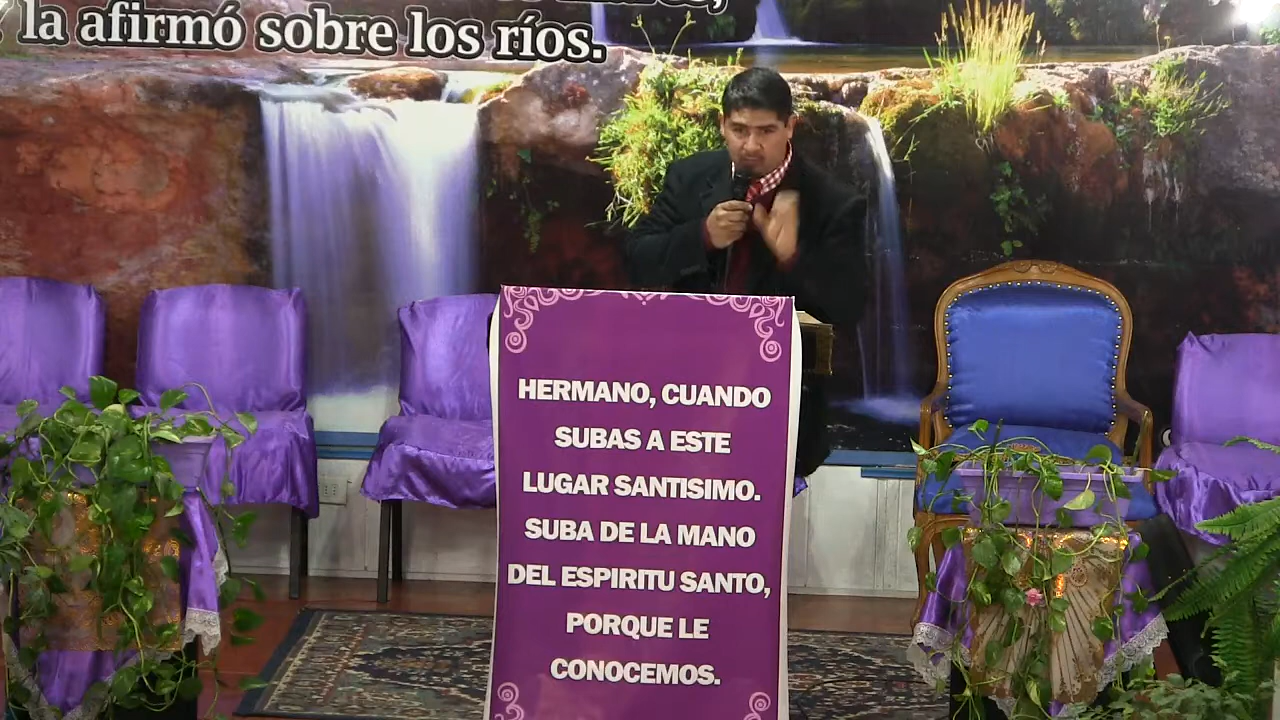 la afirmó sobre los ríos.
HERMANO, CUANDO
SUBAS A ESTE
LUGAR SANTISIMO.
SUBA DE LA MANO
DEL ESPIRITU SANTO,
PORQUE LE
CONOCEMOS.